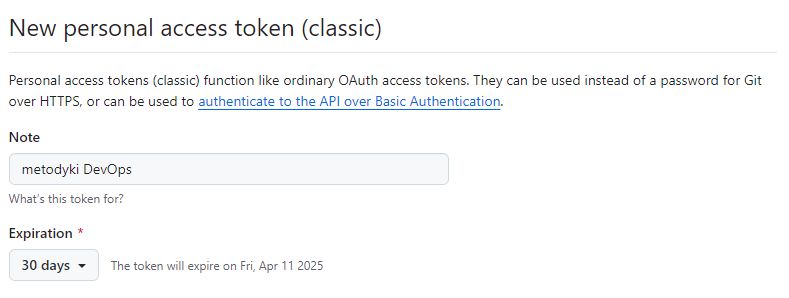 New personal access token (classic)
Personal access tokens (classic) function like ordinary OAuth access tokens. They can be used instead of a password for Git
over HTTPS, or can be used to authenticate to the API over Basic Authentication.
Note
metodyki DevOps
What's this token for?
Expiration *
30 days
The token will expire on Fri, Apr 11 2025